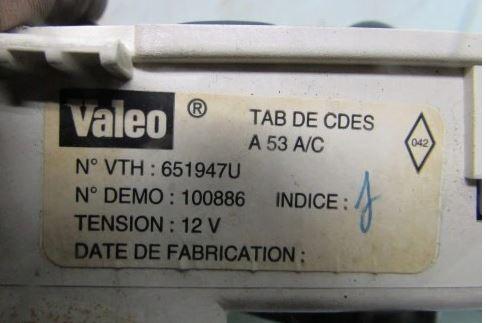 Valeo ® TAB DE CDES
A 53 A/C
042
N° VTH : 651947U
N° DEMO : 100886 INDICE : J
TENSION : 12 V
DATE DE FABRICATION :